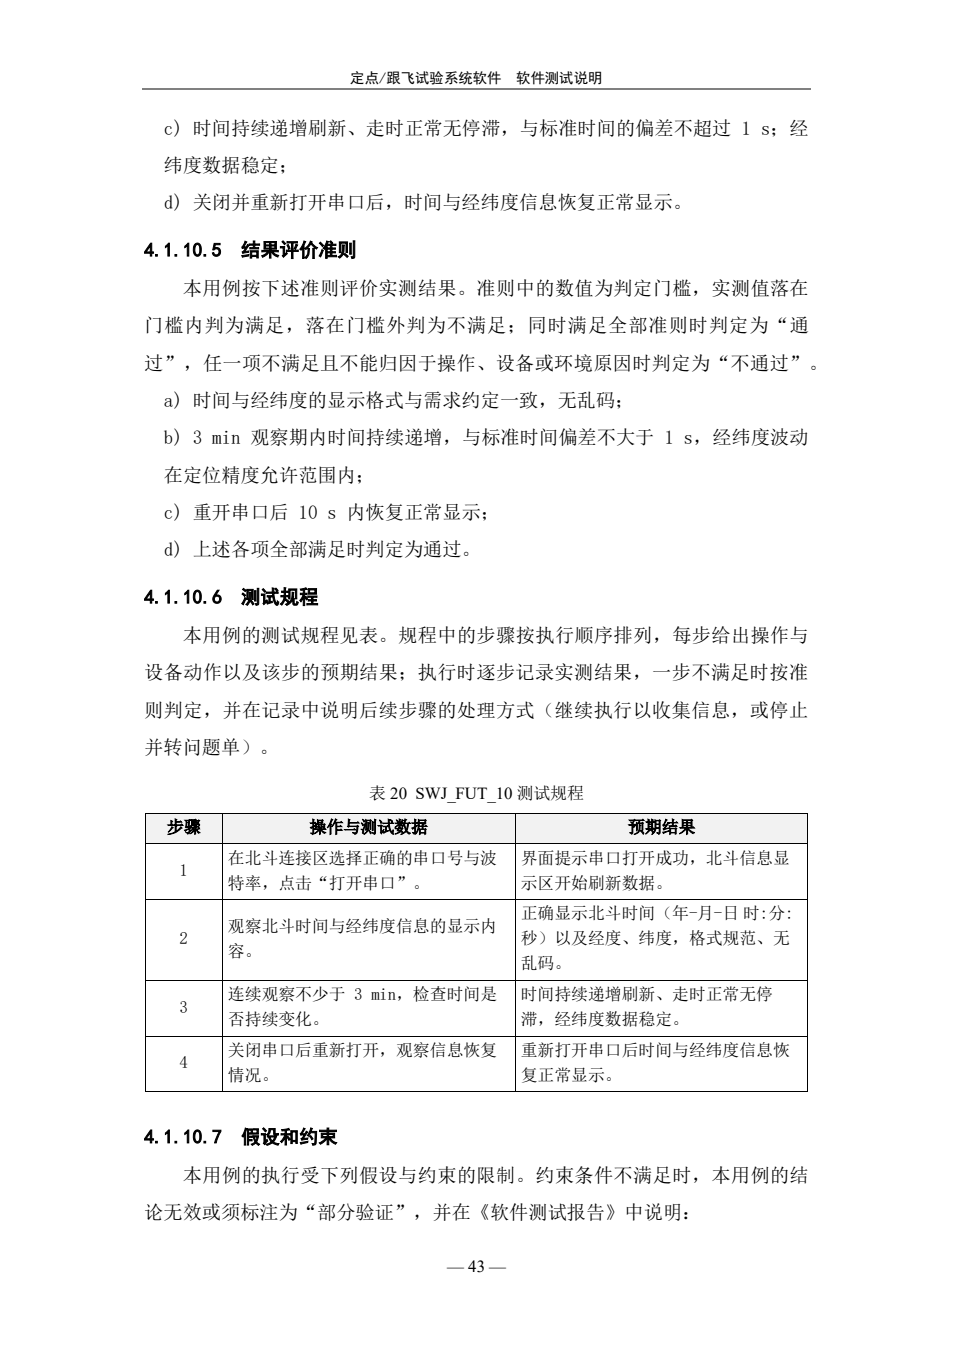 定点/跟飞试验系统软件　软件测试说明
c）时间持续递增刷新、走时正常无停滞，与标准时间的偏差不超过 1 s；经
纬度数据稳定；
d）关闭并重新打开串口后，时间与经纬度信息恢复正常显示。
4.1.10.5　结果评价准则
本用例按下述准则评价实测结果。准则中的数值为判定门槛，实测值落在
门槛内判为满足，落在门槛外判为不满足；同时满足全部准则时判定为“通
过”，任一项不满足且不能归因于操作、设备或环境原因时判定为“不通过”。
a）时间与经纬度的显示格式与需求约定一致，无乱码；
b）3 min 观察期内时间持续递增，与标准时间偏差不大于 1 s，经纬度波动
在定位精度允许范围内；
c）重开串口后 10 s 内恢复正常显示；
d）上述各项全部满足时判定为通过。
4.1.10.6　测试规程
本用例的测试规程见表。规程中的步骤按执行顺序排列，每步给出操作与
设备动作以及该步的预期结果；执行时逐步记录实测结果，一步不满足时按准
则判定，并在记录中说明后续步骤的处理方式（继续执行以收集信息，或停止
并转问题单）。
表 20 SWJ_FUT_10 测试规程
步骤 操作与测试数据 预期结果
1
在北斗连接区选择正确的串口号与波
特率，点击“打开串口”。
界面提示串口打开成功，北斗信息显
示区开始刷新数据。
2
观察北斗时间与经纬度信息的显示内
容。
正确显示北斗时间（年-月-日 时:分:
秒）以及经度、纬度，格式规范、无
乱码。
3
连续观察不少于 3 min，检查时间是
否持续变化。
时间持续递增刷新、走时正常无停
滞，经纬度数据稳定。
4
关闭串口后重新打开，观察信息恢复
情况。
重新打开串口后时间与经纬度信息恢
复正常显示。
4.1.10.7　假设和约束
本用例的执行受下列假设与约束的限制。约束条件不满足时，本用例的结
论无效或须标注为“部分验证”，并在《软件测试报告》中说明：
— 43 —